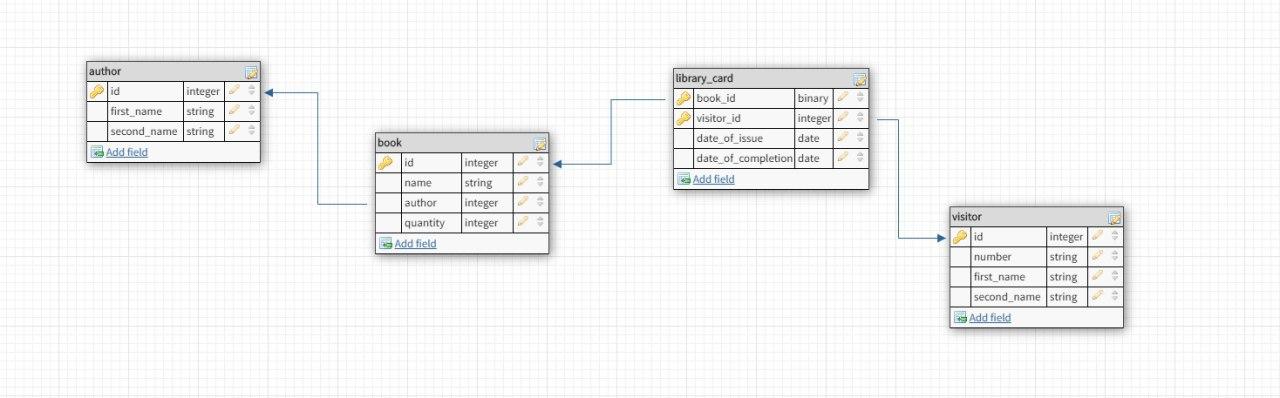 author
id integer
first_name string
second_name string
Add field
book
id integer
name string
author integer
quantity integer
Add field
library_card
book_id binary
visitor_id integer
date_of_issue date
date_of_completion date
Add field
visitor
id integer
number string
first_name string
second_name string
Add field